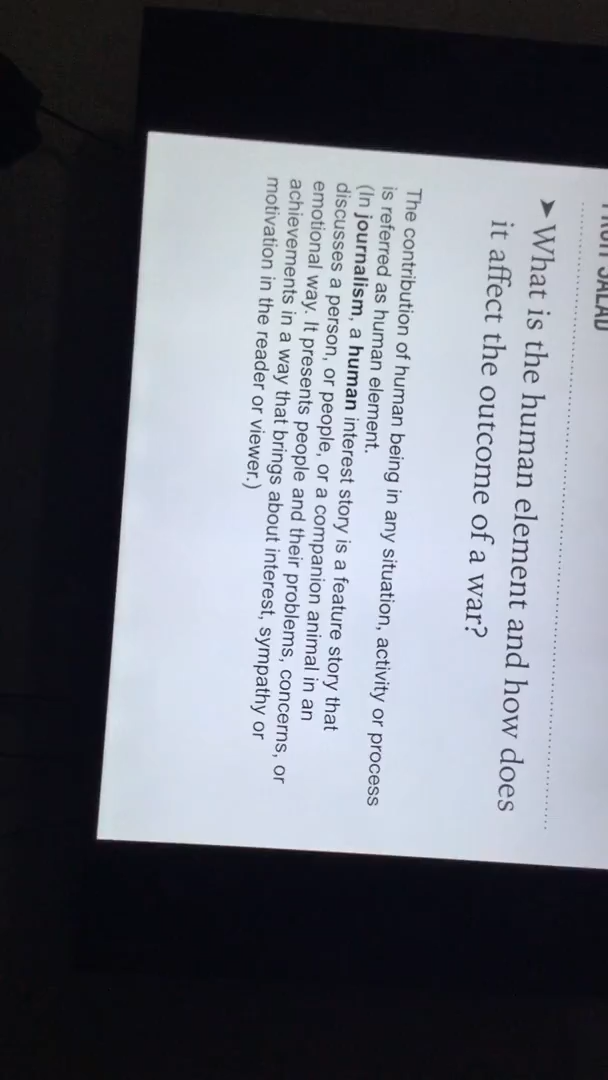 SALAD
➤ What is the human element and how does
it affect the outcome of a war?
The contribution of human being in any situation, activity or process
is referred as human element.
(In journalism, a human interest story is a feature story that
discusses a person, or people, or a companion animal in an
emotional way. It presents people and their problems, concerns, or
achievements in a way that brings about interest, sympathy or
motivation in the reader or viewer.)